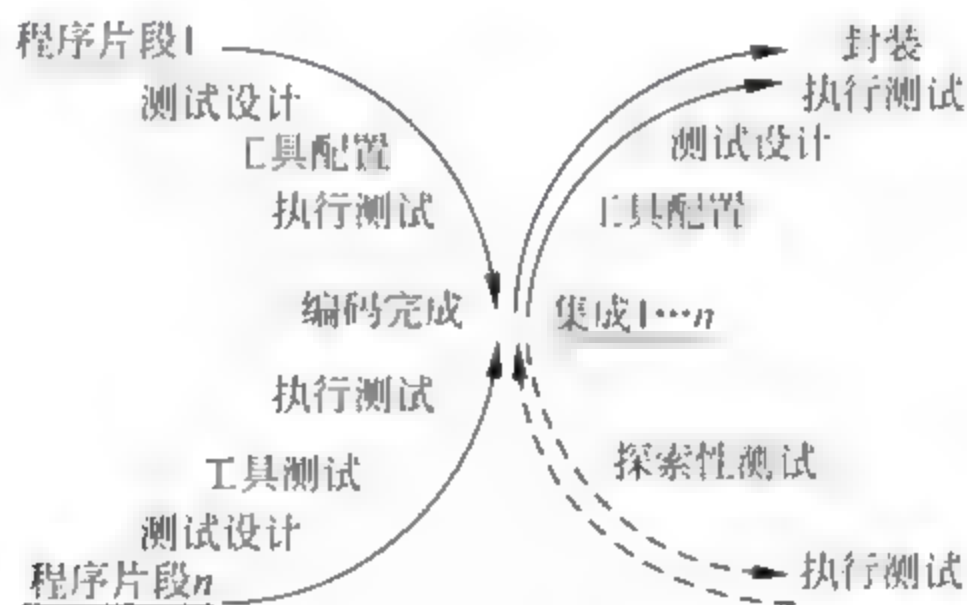 程序片段1
测试设计
工具配置
执行测试
编码完成
执行测试
工具测试
测试设计
程序片段n
封装
执行测试
测试设计
工具配置
集成1…n
探索性测试
执行测试